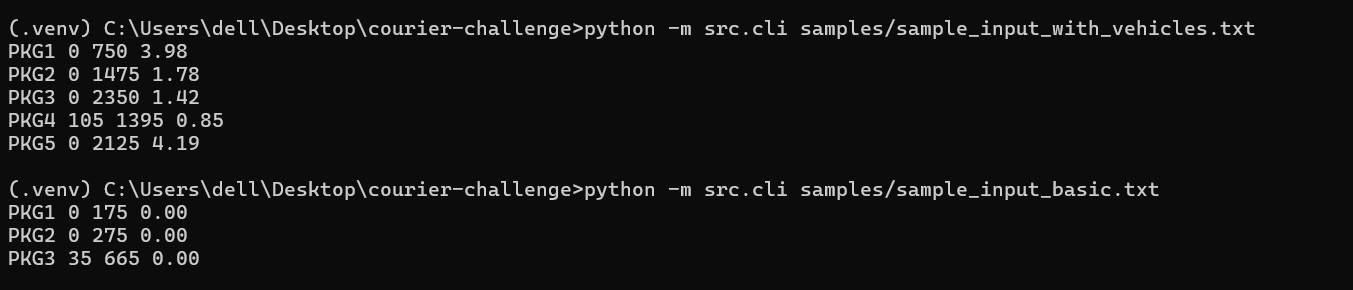 (.venv) C:\Users\dell\Desktop\courier-challenge>python -m src.cli samples/sample_input_with_vehicles.txt
PKG1 0 750 3.98
PKG2 0 1475 1.78
PKG3 0 2350 1.42
PKG4 105 1395 0.85
PKG5 0 2125 4.19
(.venv) C:\Users\dell\Desktop\courier-challenge>python -m src.cli samples/sample_input_basic.txt
PKG1 0 175 0.00
PKG2 0 275 0.00
PKG3 35 665 0.00